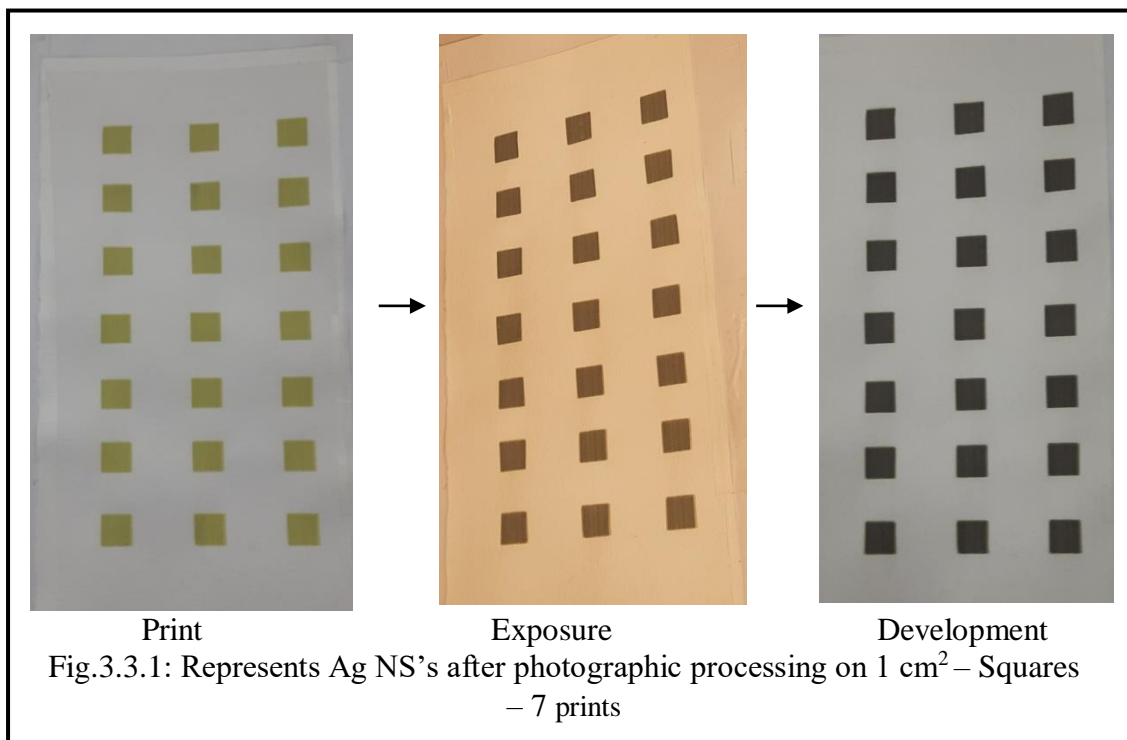 Print Exposure Development
Fig.3.3.1: Represents Ag NS’s after photographic processing on 1 cm² – Squares
– 7 prints